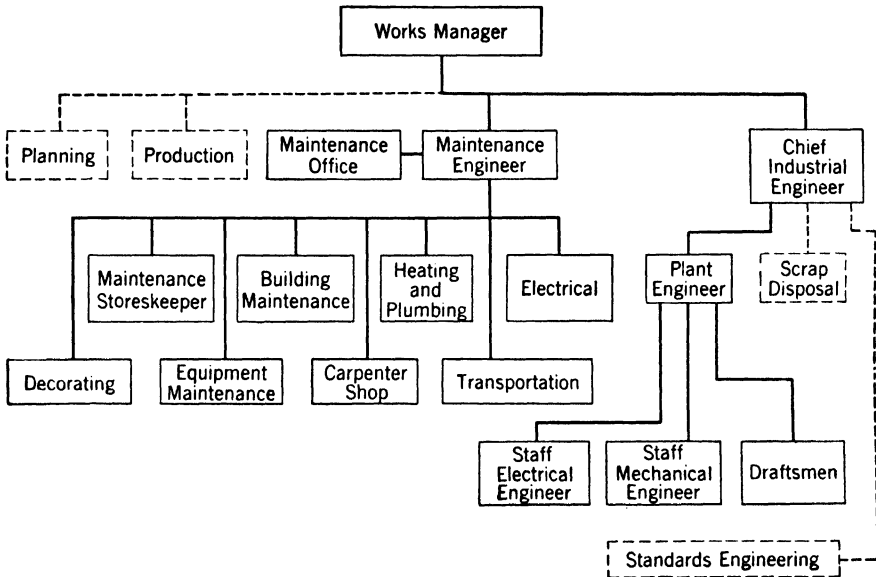 Works Manager
Planning
Production
Maintenance
Office
Maintenance
Engineer
Chief
Industrial
Engineer
Maintenance
Storeskeeper
Building
Maintenance
Heating
and
Plumbing
Electrical
Plant
Engineer
Scrap
Disposal
Decorating
Equipment
Maintenance
Carpenter
Shop
Transportation
Staff
Electrical
Engineer
Staff
Mechanical
Engineer
Draftsmen
Standards Engineering